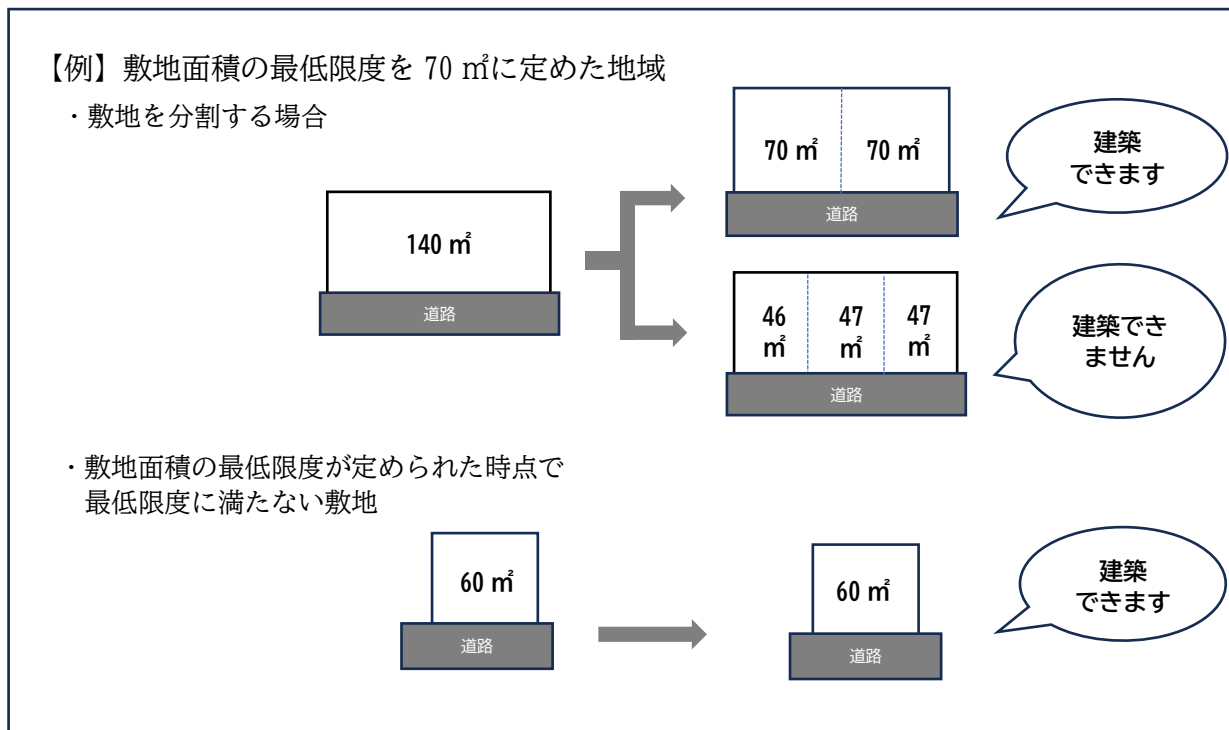 【例】敷地面積の最低限度を 70 ㎡に定めた地域
・敷地を分割する場合
140 ㎡
道路
70 ㎡
70 ㎡
道路
建築
できます
46
㎡
47
㎡
47
㎡
道路
建築でき
ません
・敷地面積の最低限度が定められた時点で
最低限度に満たない敷地
60 ㎡
道路
60 ㎡
道路
建築
できます